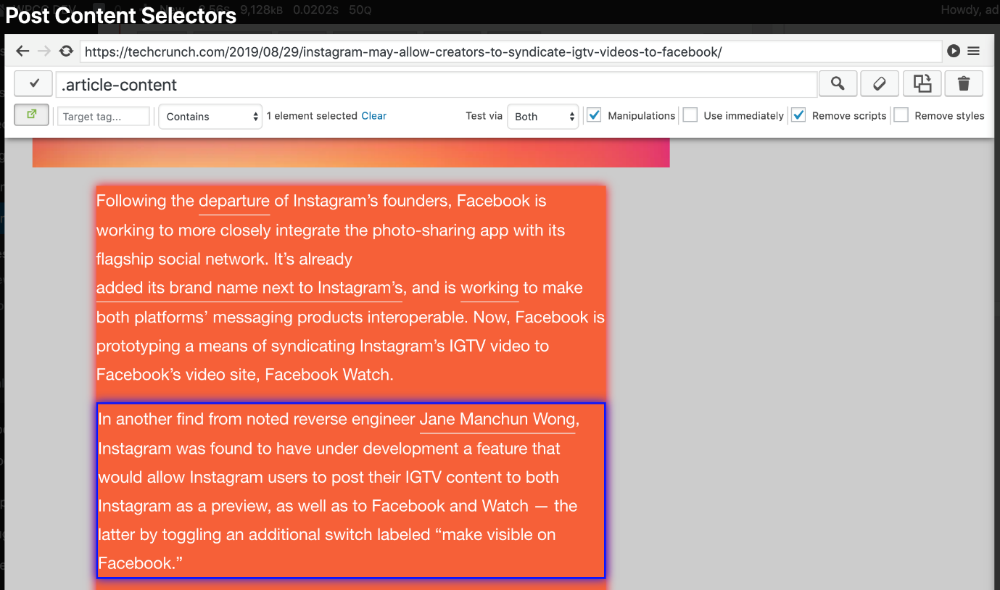 WPCC DEV 0 New 3.56S 9,128KB 0.0202S 50Q Howdy, ad
Post Content Selectors
https://techcrunch.com/2019/08/29/instagram-may-allow-creators-to-syndicate-igtv-videos-to-facebook/
.article-content
Target tag... Contains 1 element selected Clear Test via Both Manipulations Use immediately Remove scripts Remove styles
Following the departure of Instagram’s founders, Facebook is
working to more closely integrate the photo-sharing app with its
flagship social network. It’s already
added its brand name next to Instagram’s, and is working to make
both platforms’ messaging products interoperable. Now, Facebook is
prototyping a means of syndicating Instagram’s IGTV video to
Facebook’s video site, Facebook Watch.
In another find from noted reverse engineer Jane Manchun Wong,
Instagram was found to have under development a feature that
would allow Instagram users to post their IGTV content to both
Instagram as a preview, as well as to Facebook and Watch — the
latter by toggling an additional switch labeled “make visible on
Facebook.”